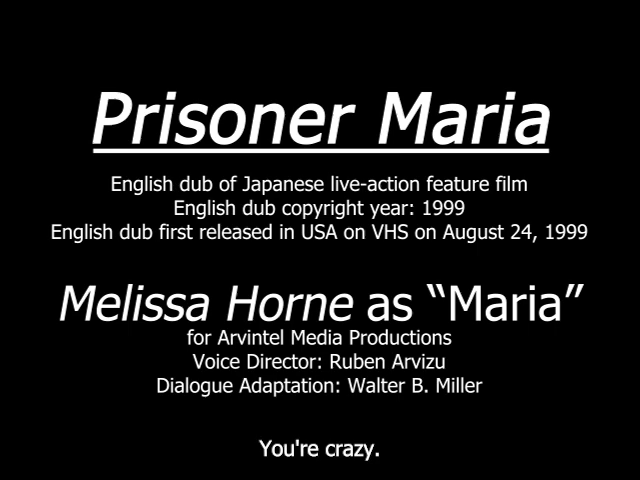 Prisoner Maria
English dub of Japanese live-action feature film
English dub copyright year: 1999
English dub first released in USA on VHS on August 24, 1999
Melissa Horne as “Maria”
for Arvintel Media Productions
Voice Director: Ruben Arvizu
Dialogue Adaptation: Walter B. Miller
You're crazy.